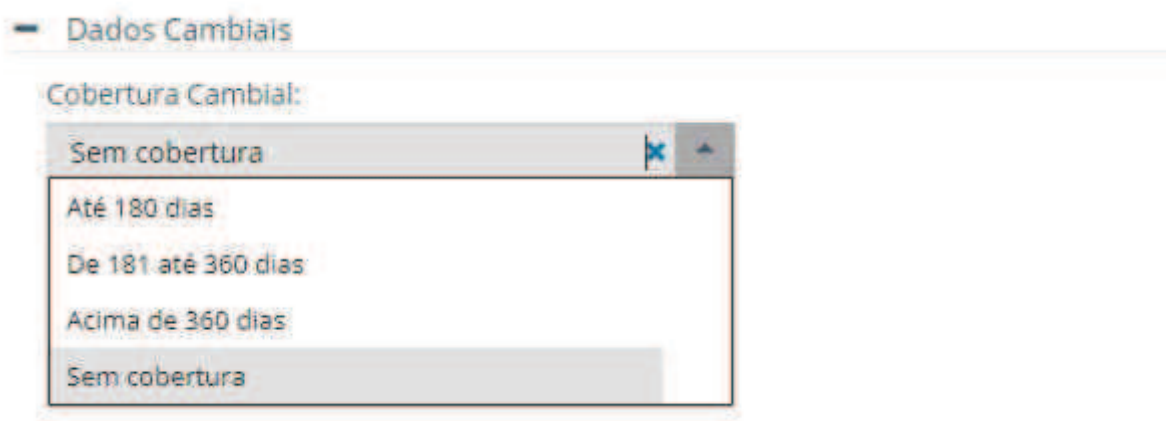 Dados Cambiais
Cobertura Cambial:
Sem cobertura
Até 180 dias
De 181 até 360 dias
Acima de 360 dias
Sem cobertura